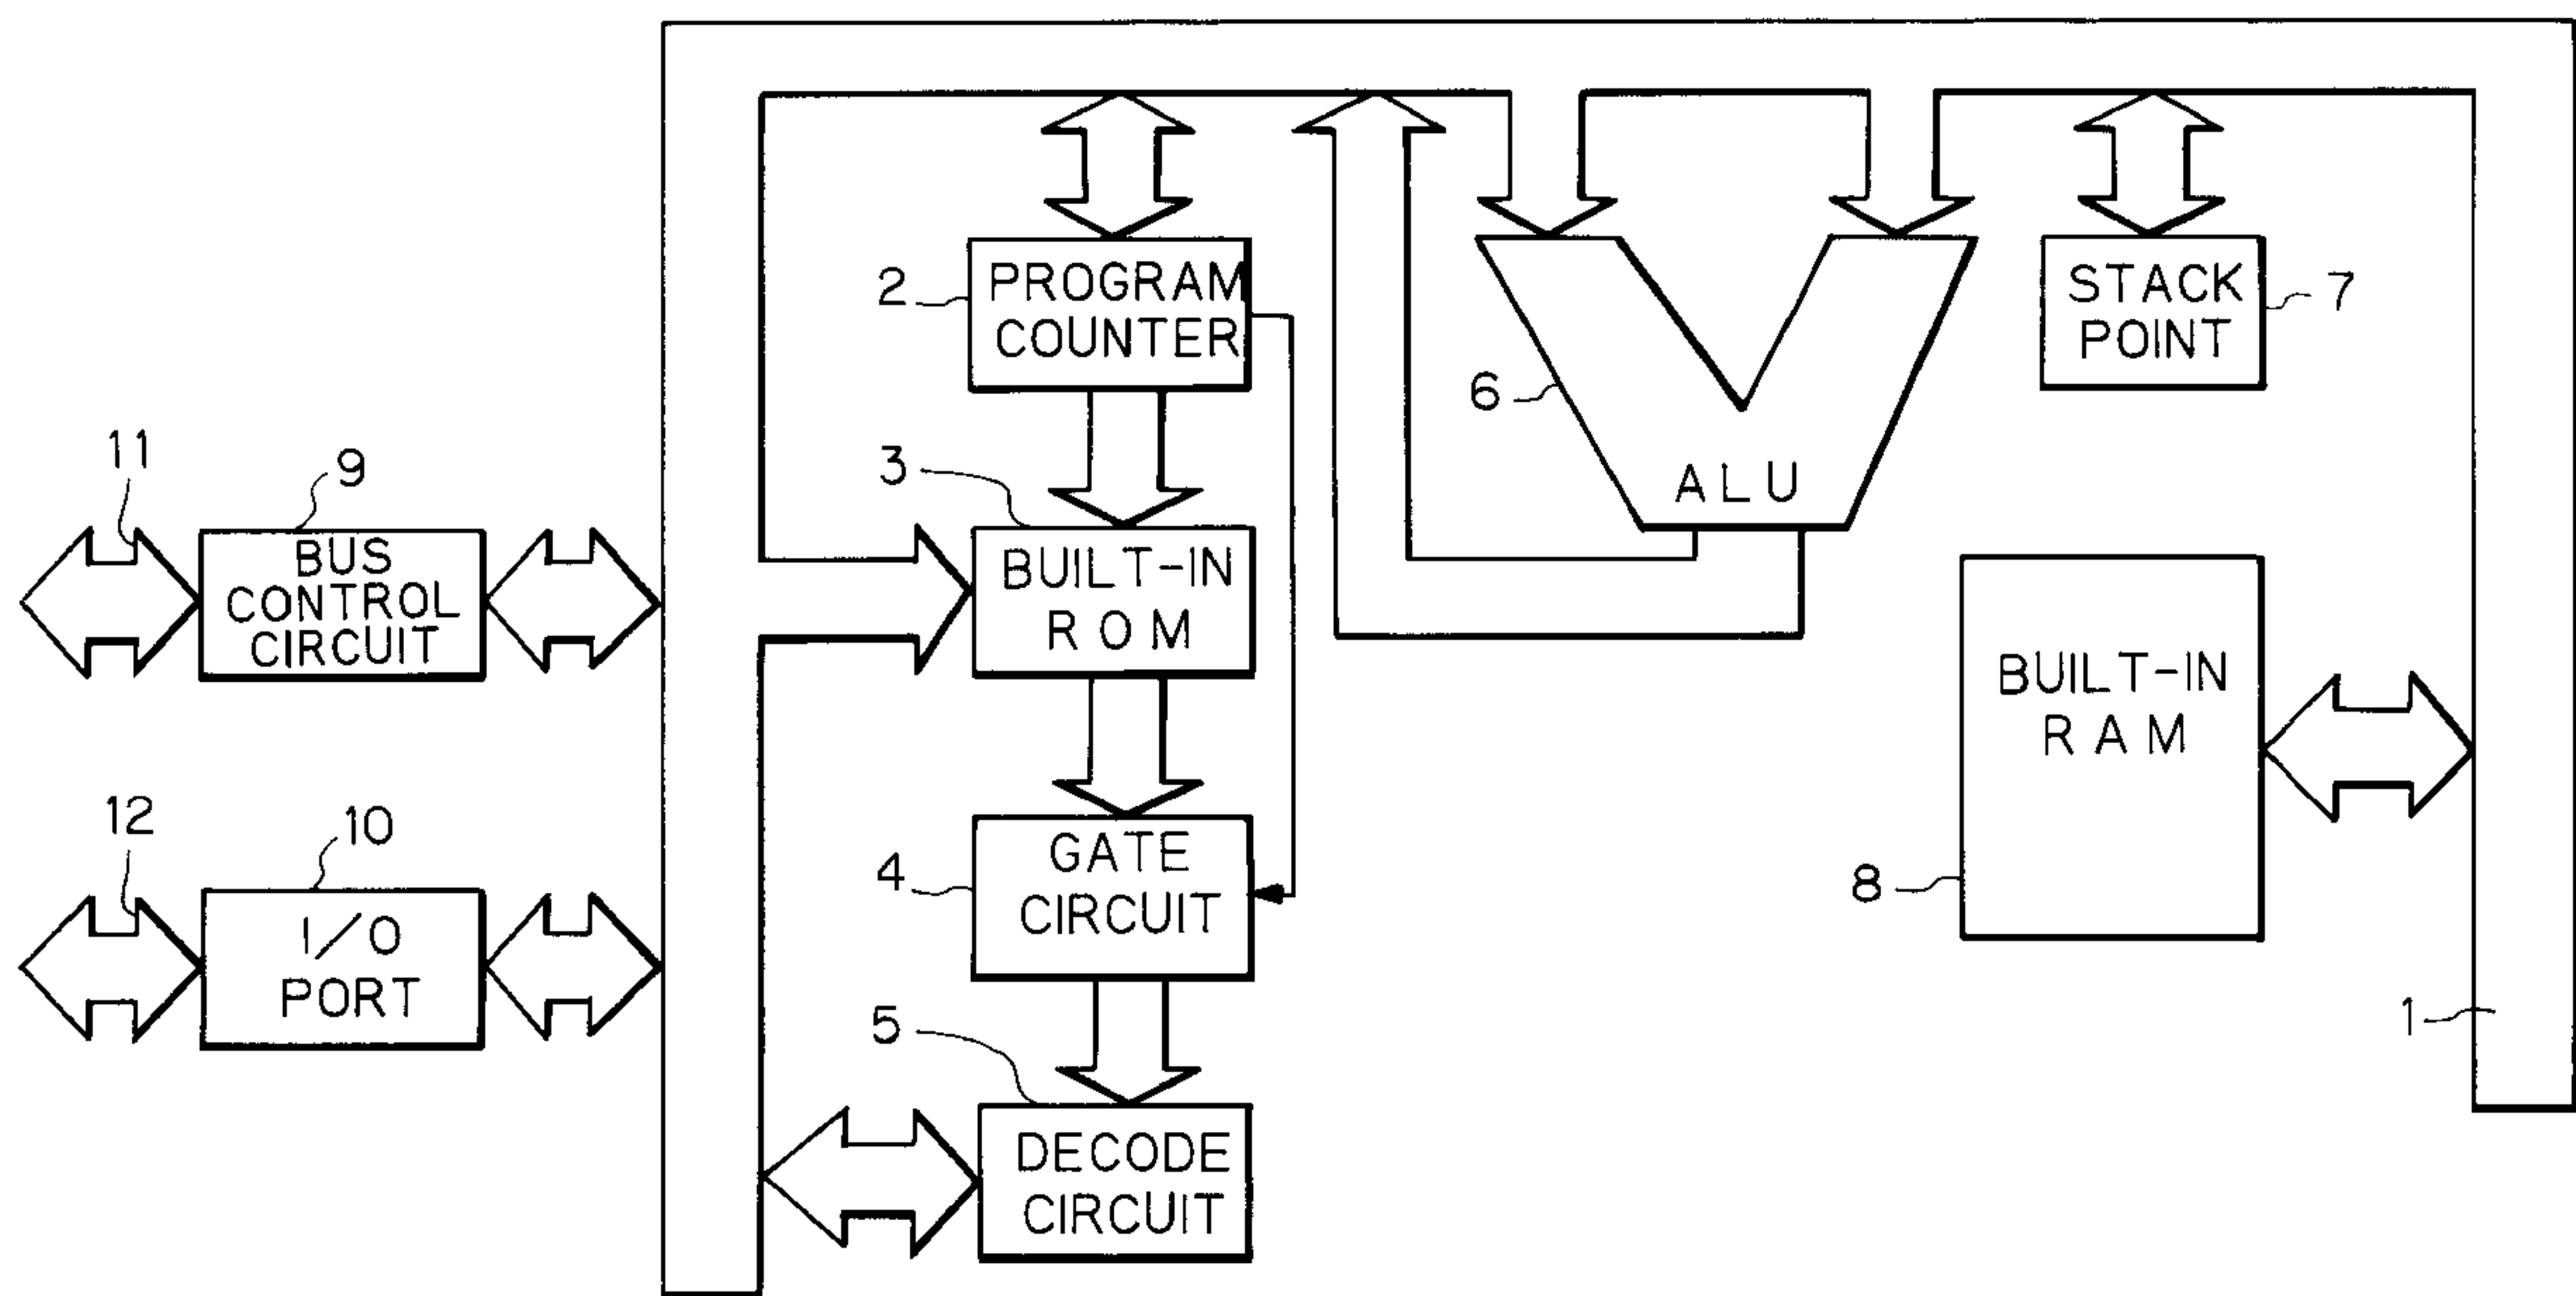 2
PROGRAM
COUNTER
STACK
POINT
7
6
ALU
11
9
BUS
CONTROL
CIRCUIT
3
BUILT-IN
ROM
BUILT-IN
RAM
8
12
10
I/O
PORT
4
GATE
CIRCUIT
1
5
DECODE
CIRCUIT